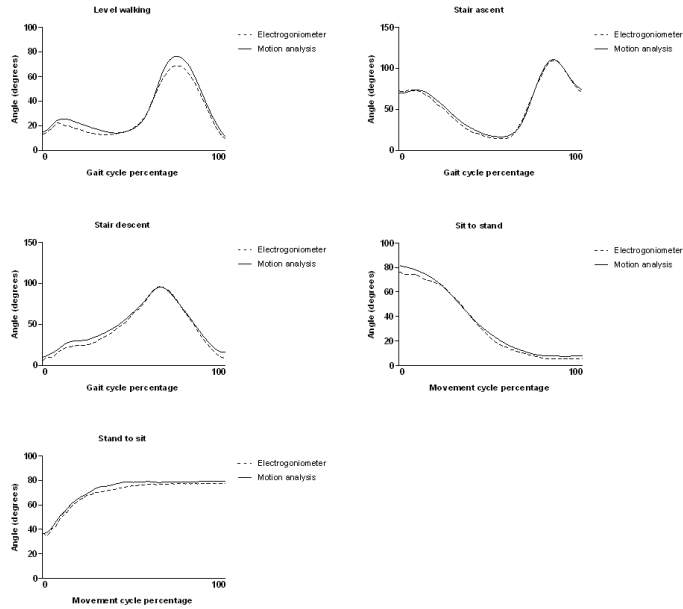 Level walking
100
80
60
40
20
0
Angle (degrees)
0 100
Gait cycle percentage
Electrogoniometer
Motion analysis
Stair ascent
150
100
50
0
Angle (degrees)
0 100
Gait cycle percentage
Electrogoniometer
Motion analysis
Stair descent
150
100
50
0
Angle (degrees)
0 100
Gait cycle percentage
Electrogoniometer
Motion analysis
Sit to stand
100
80
60
40
20
0
Angle (degrees)
0 100
Movement cycle percentage
Electrogoniometer
Motion analysis
Stand to sit
100
80
60
40
20
0
Angle (degrees)
0 100
Movement cycle percentage
Electrogoniometer
Motion analysis